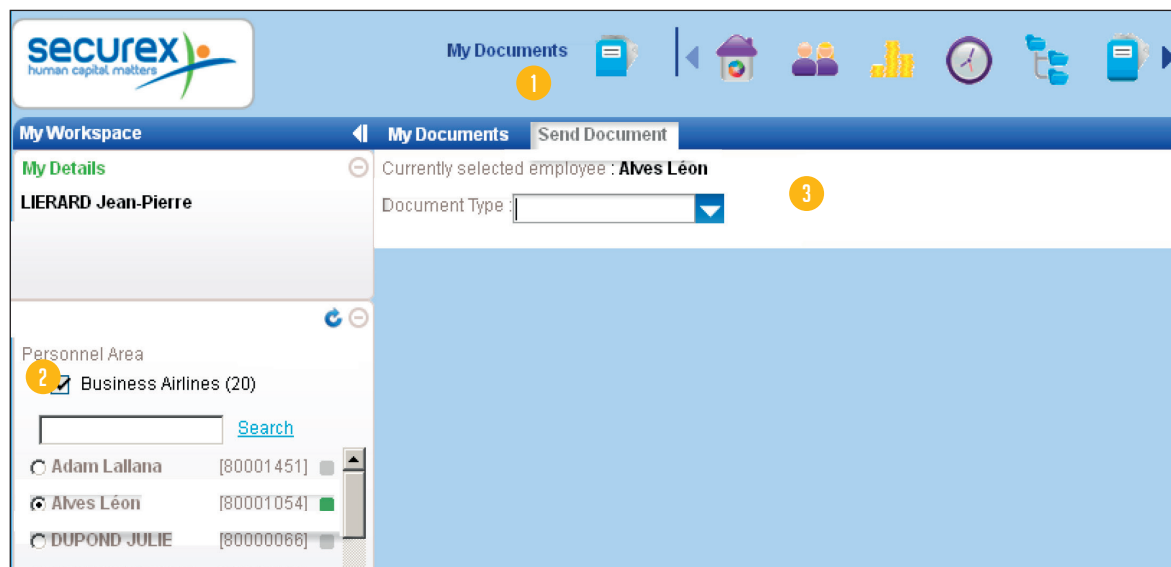 securex
human capital matters
My Documents
1
My Workspace
My Documents Send Document
My Details
LIERARD Jean-Pierre
Currently selected employee : Alves Léon
Document Type :
3
Personnel Area
2
Business Airlines (20)
Search
Adam Lallana [80001451]
Alves Léon [80001054]
DUPOND JULIE [80000066]